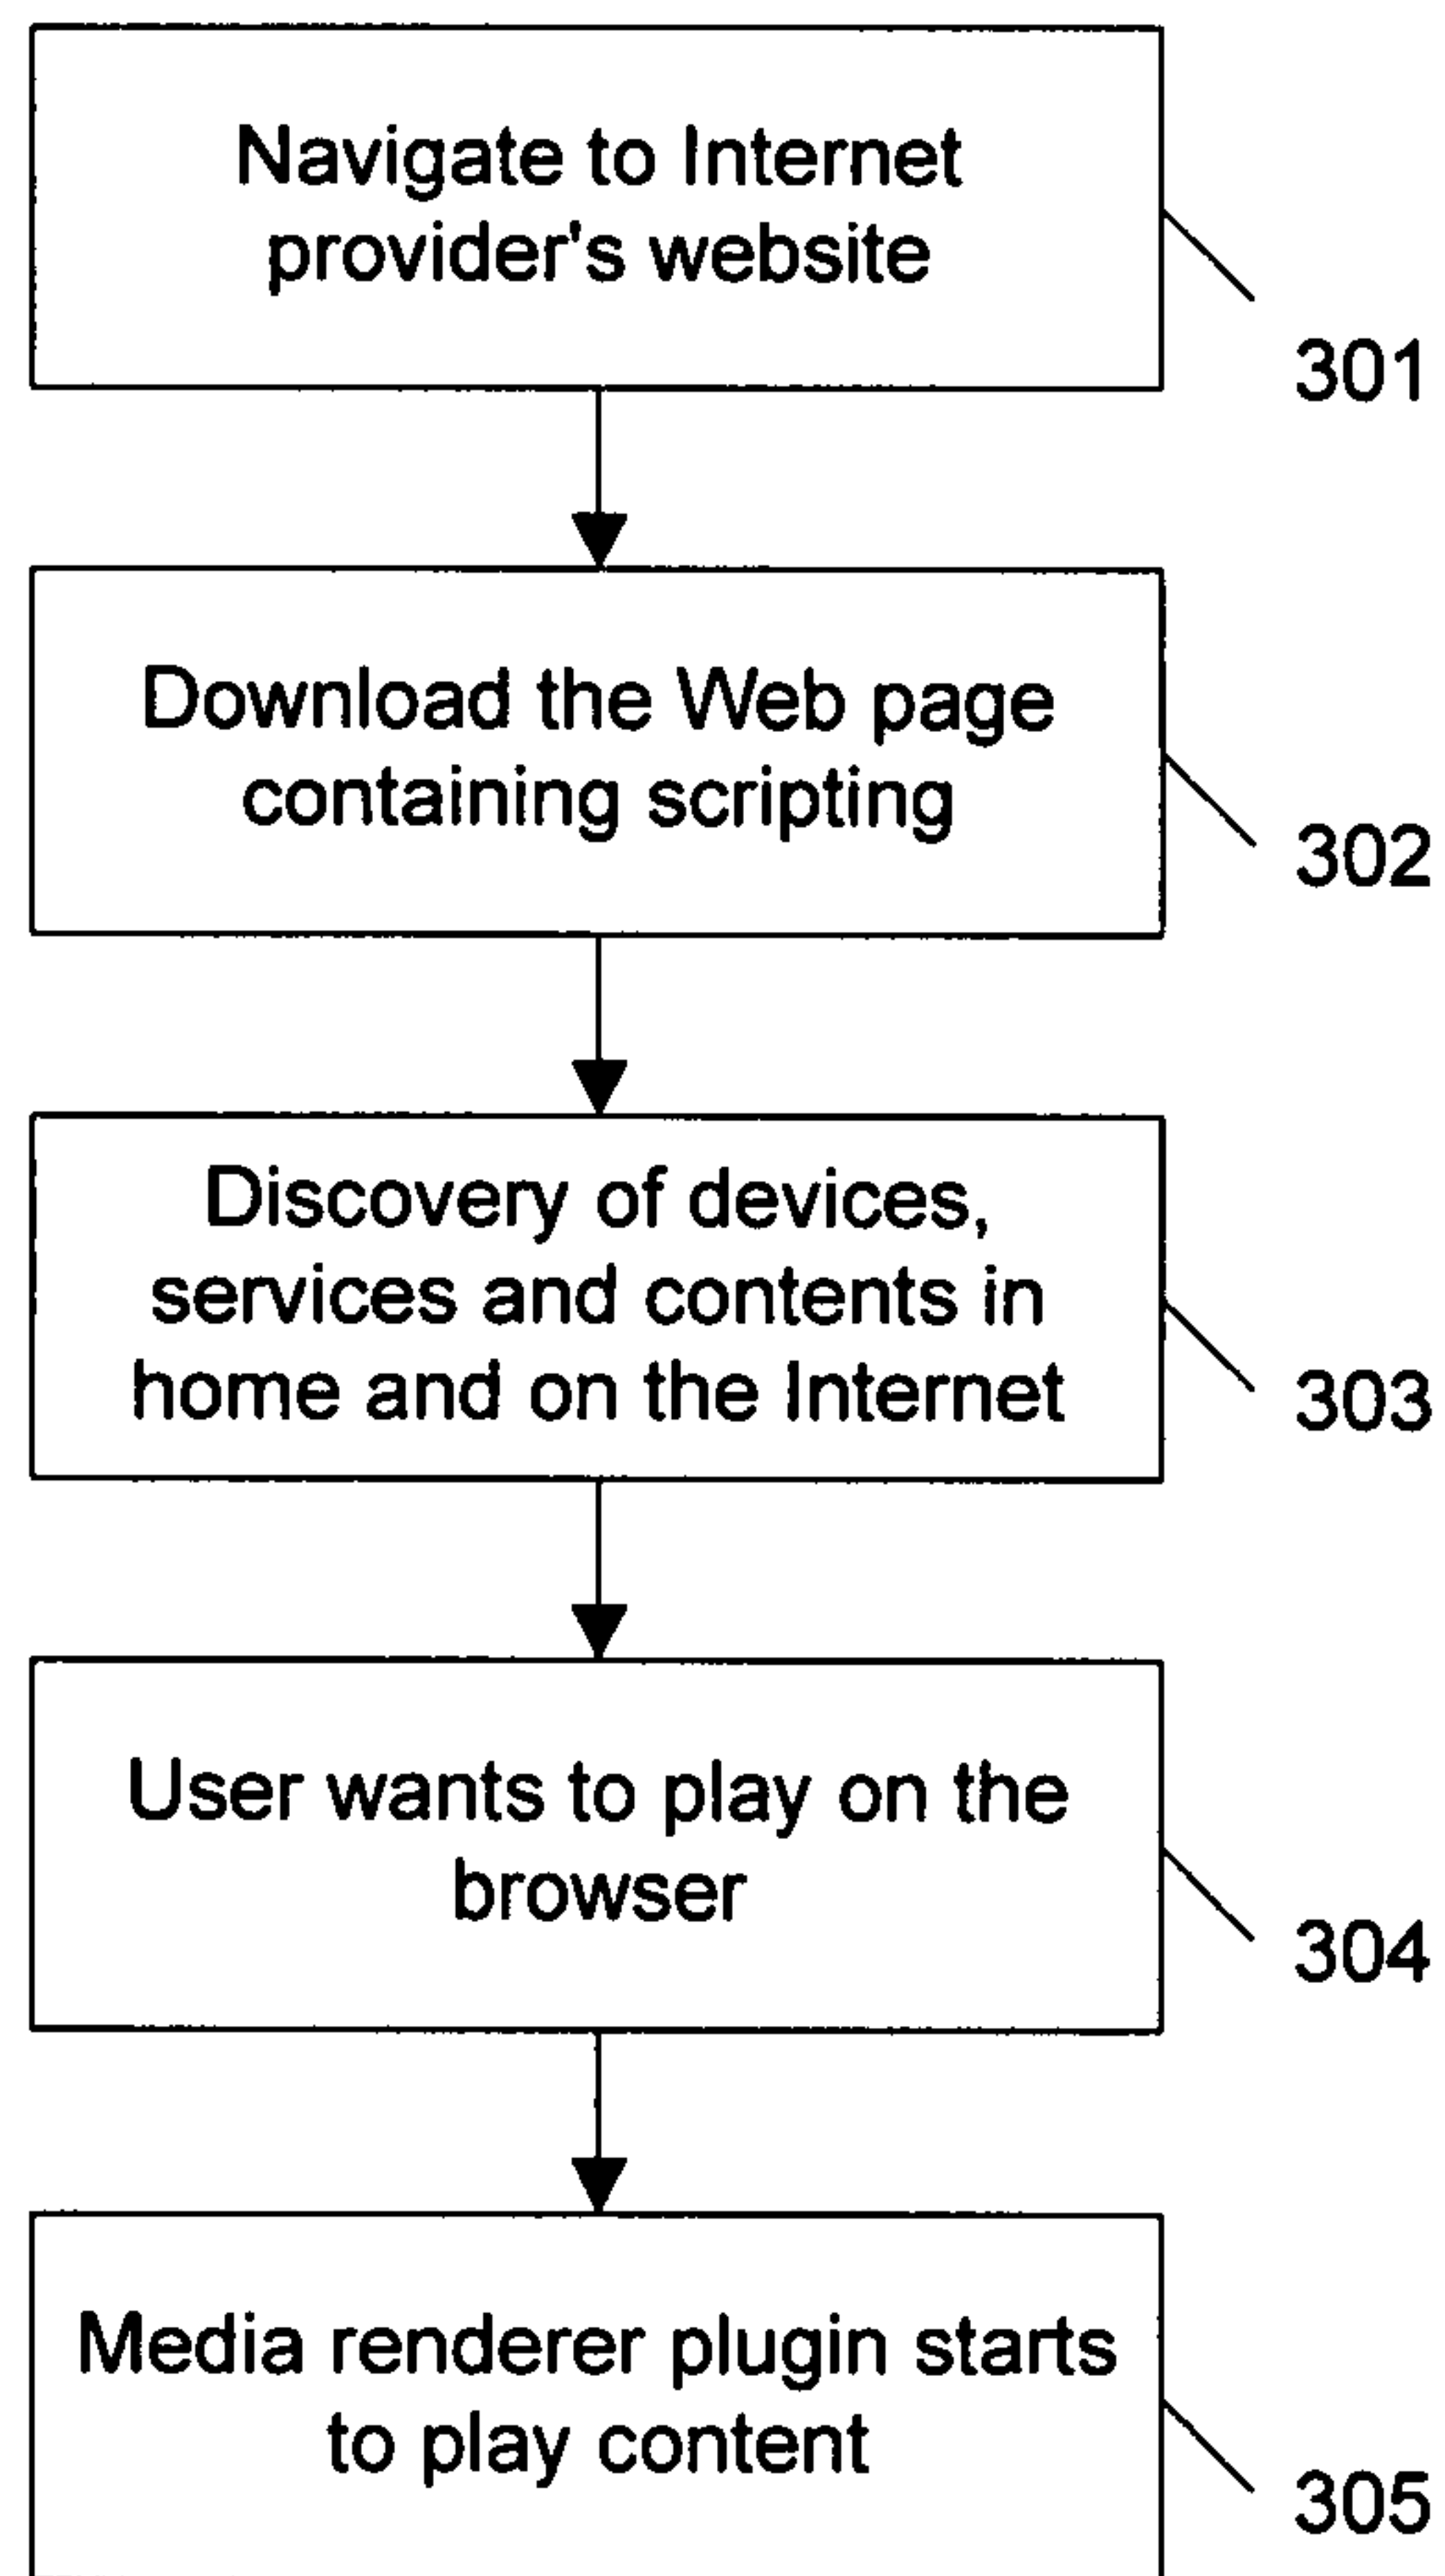 Navigate to Internet
provider's website
301
Download the Web page
containing scripting
302
Discovery of devices,
services and contents in
home and on the Internet
303
User wants to play on the
browser
304
Media renderer plugin starts
to play content
305